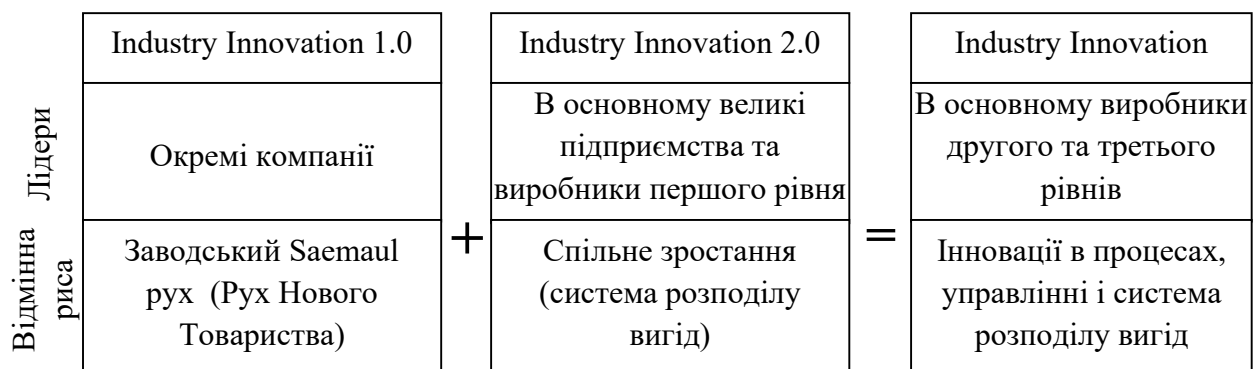 Industry Innovation 1.0
Industry Innovation 2.0
Industry Innovation
Лідери
Окремі компанії
В основному великі
підприємства та
виробники першого рівня
В основному виробники
другого та третього
рівнів
Відмінна
риса
Заводський Saemaul
рух (Рух Нового
Товариства)
+
Спільне зростання
(система розподілу
вигід)
=
Інновації в процесах,
управлінні і система
розподілу вигід